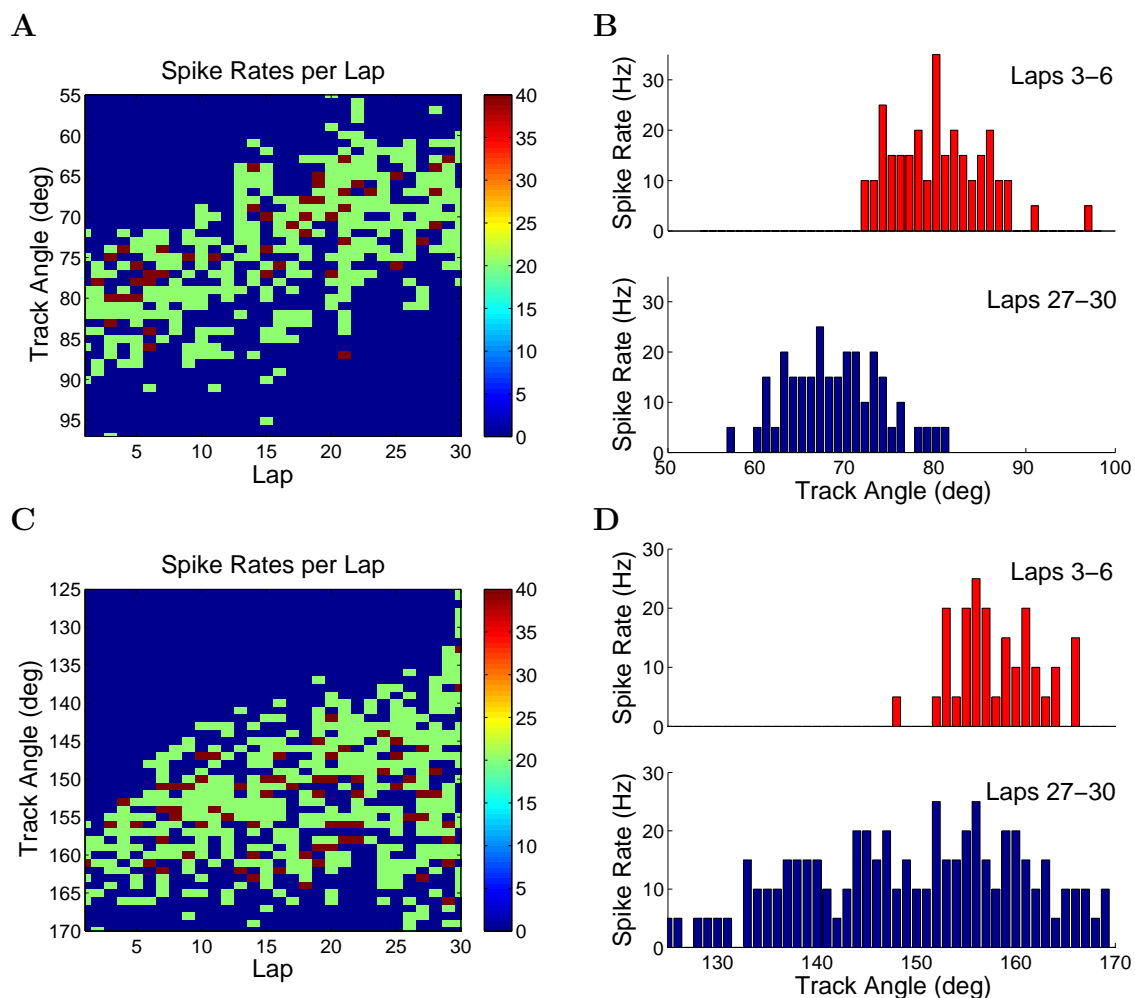 A
Spike Rates per Lap
Track Angle (deg)
55
60
65
70
75
80
85
90
95
5 10 15 20 25 30
Lap
40
35
30
25
20
15
10
5
0
B
Laps 3−6
Spike Rate (Hz)
30
20
10
0
Laps 27−30
Spike Rate (Hz)
30
20
10
0
50 60 70 80 90 100
Track Angle (deg)
C
Spike Rates per Lap
Track Angle (deg)
125
130
135
140
145
150
155
160
165
170
5 10 15 20 25 30
Lap
40
35
30
25
20
15
10
5
0
D
Laps 3−6
Spike Rate (Hz)
30
20
10
0
Laps 27−30
Spike Rate (Hz)
30
20
10
0
130 140 150 160 170
Track Angle (deg)